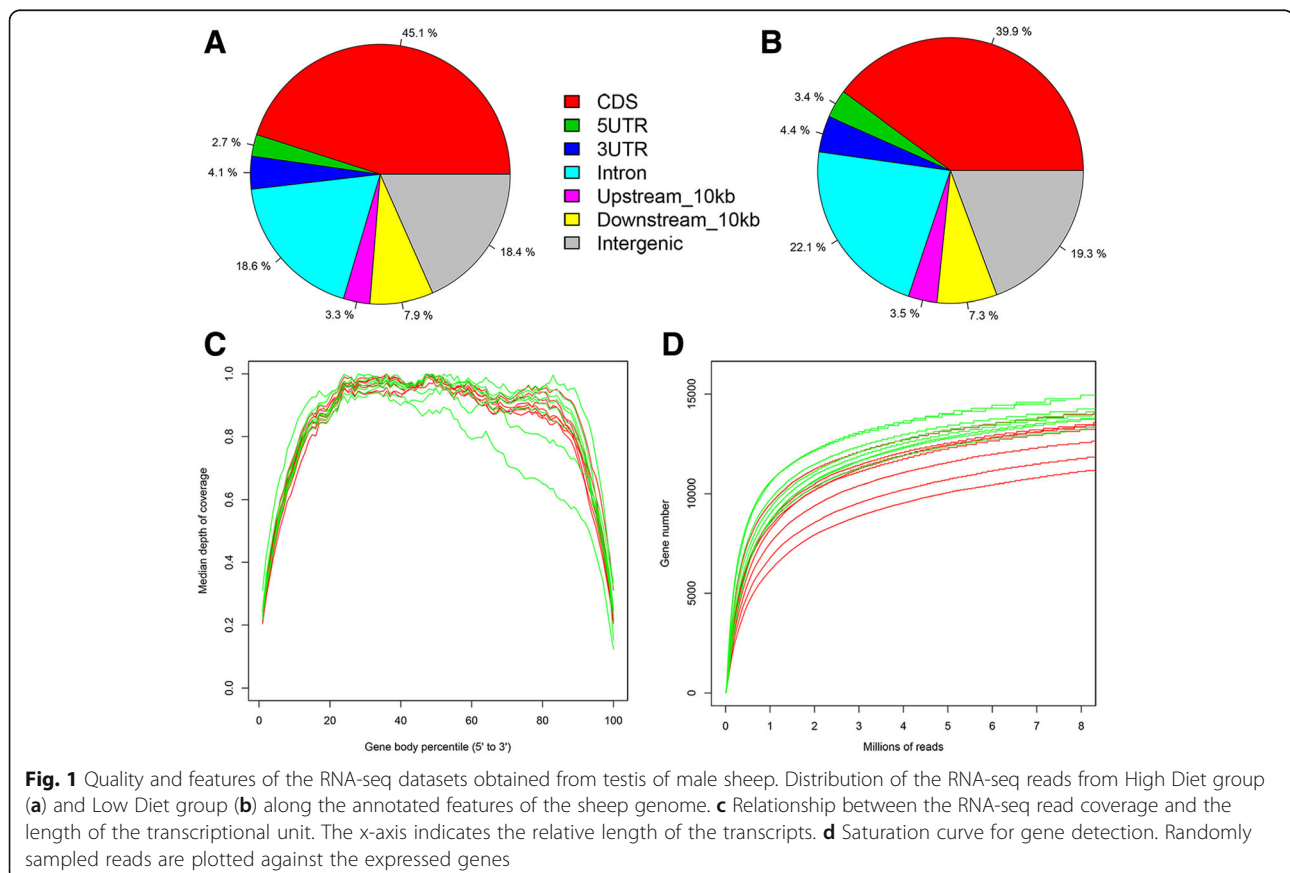 A
45.1 %
2.7 %
4.1 %
18.6 %
3.3 %
7.9 %
18.4 %
CDS
5UTR
3UTR
Intron
Upstream_10kb
Downstream_10kb
Intergenic
B
39.9 %
3.4 %
4.4 %
22.1 %
3.5 %
7.3 %
19.3 %
C
Median depth of coverage
1.0
0.8
0.6
0.4
0.2
0.0
0 20 40 60 80 100
Gene body percentile (5' to 3')
D
Gene number
15000
10000
5000
0
0 1 2 3 4 5 6 7 8
Millions of reads
Fig. 1 Quality and features of the RNA-seq datasets obtained from testis of male sheep. Distribution of the RNA-seq reads from High Diet group
(a) and Low Diet group (b) along the annotated features of the sheep genome. c Relationship between the RNA-seq read coverage and the
length of the transcriptional unit. The x-axis indicates the relative length of the transcripts. d Saturation curve for gene detection. Randomly
sampled reads are plotted against the expressed genes